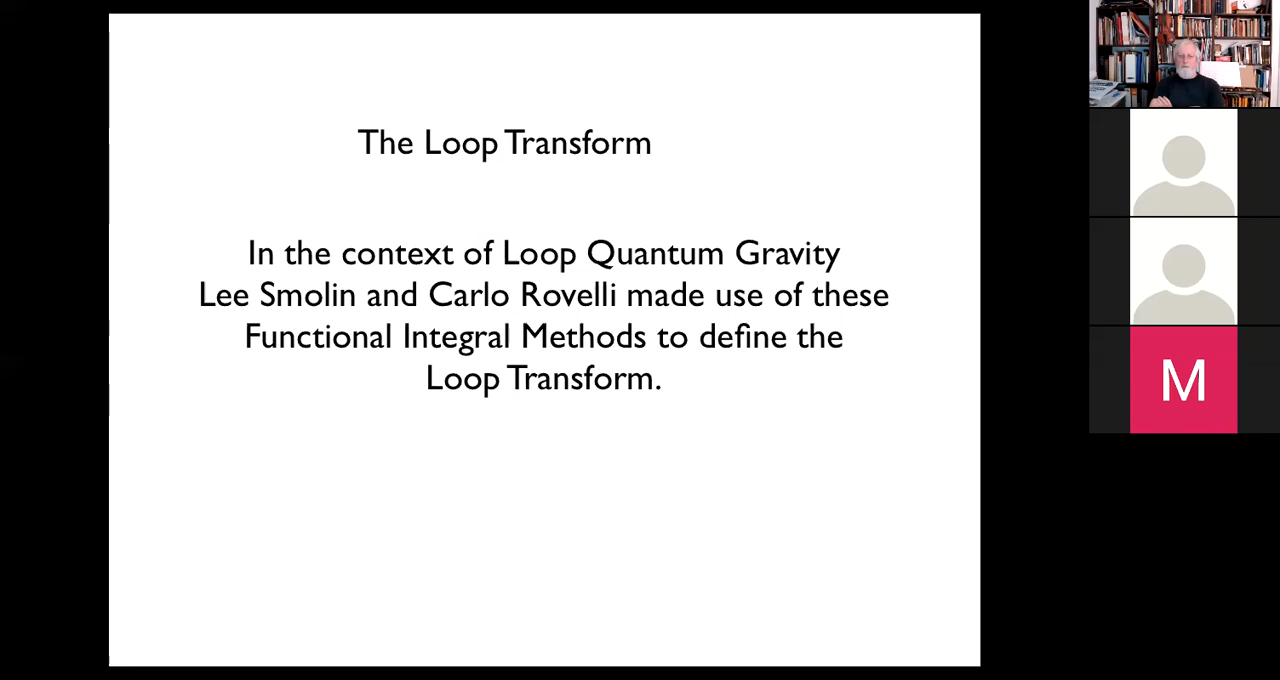 The Loop Transform
In the context of Loop Quantum Gravity
Lee Smolin and Carlo Rovelli made use of these
Functional Integral Methods to define the
Loop Transform.
M